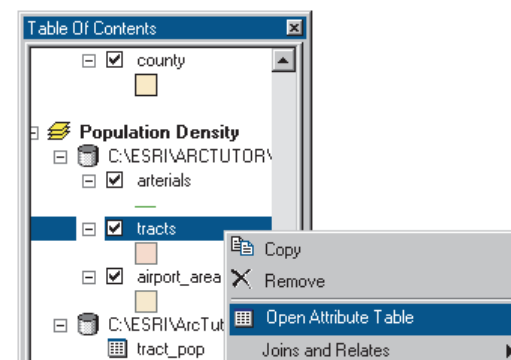 Table Of Contents
county
Population Density
C:\ESRI\ARCTUTOR\
arterials
tracts
Copy
airport_area
Remove
C:\ESRI\ArcTut
Open Attribute Table
tract_pop
Joins and Relates